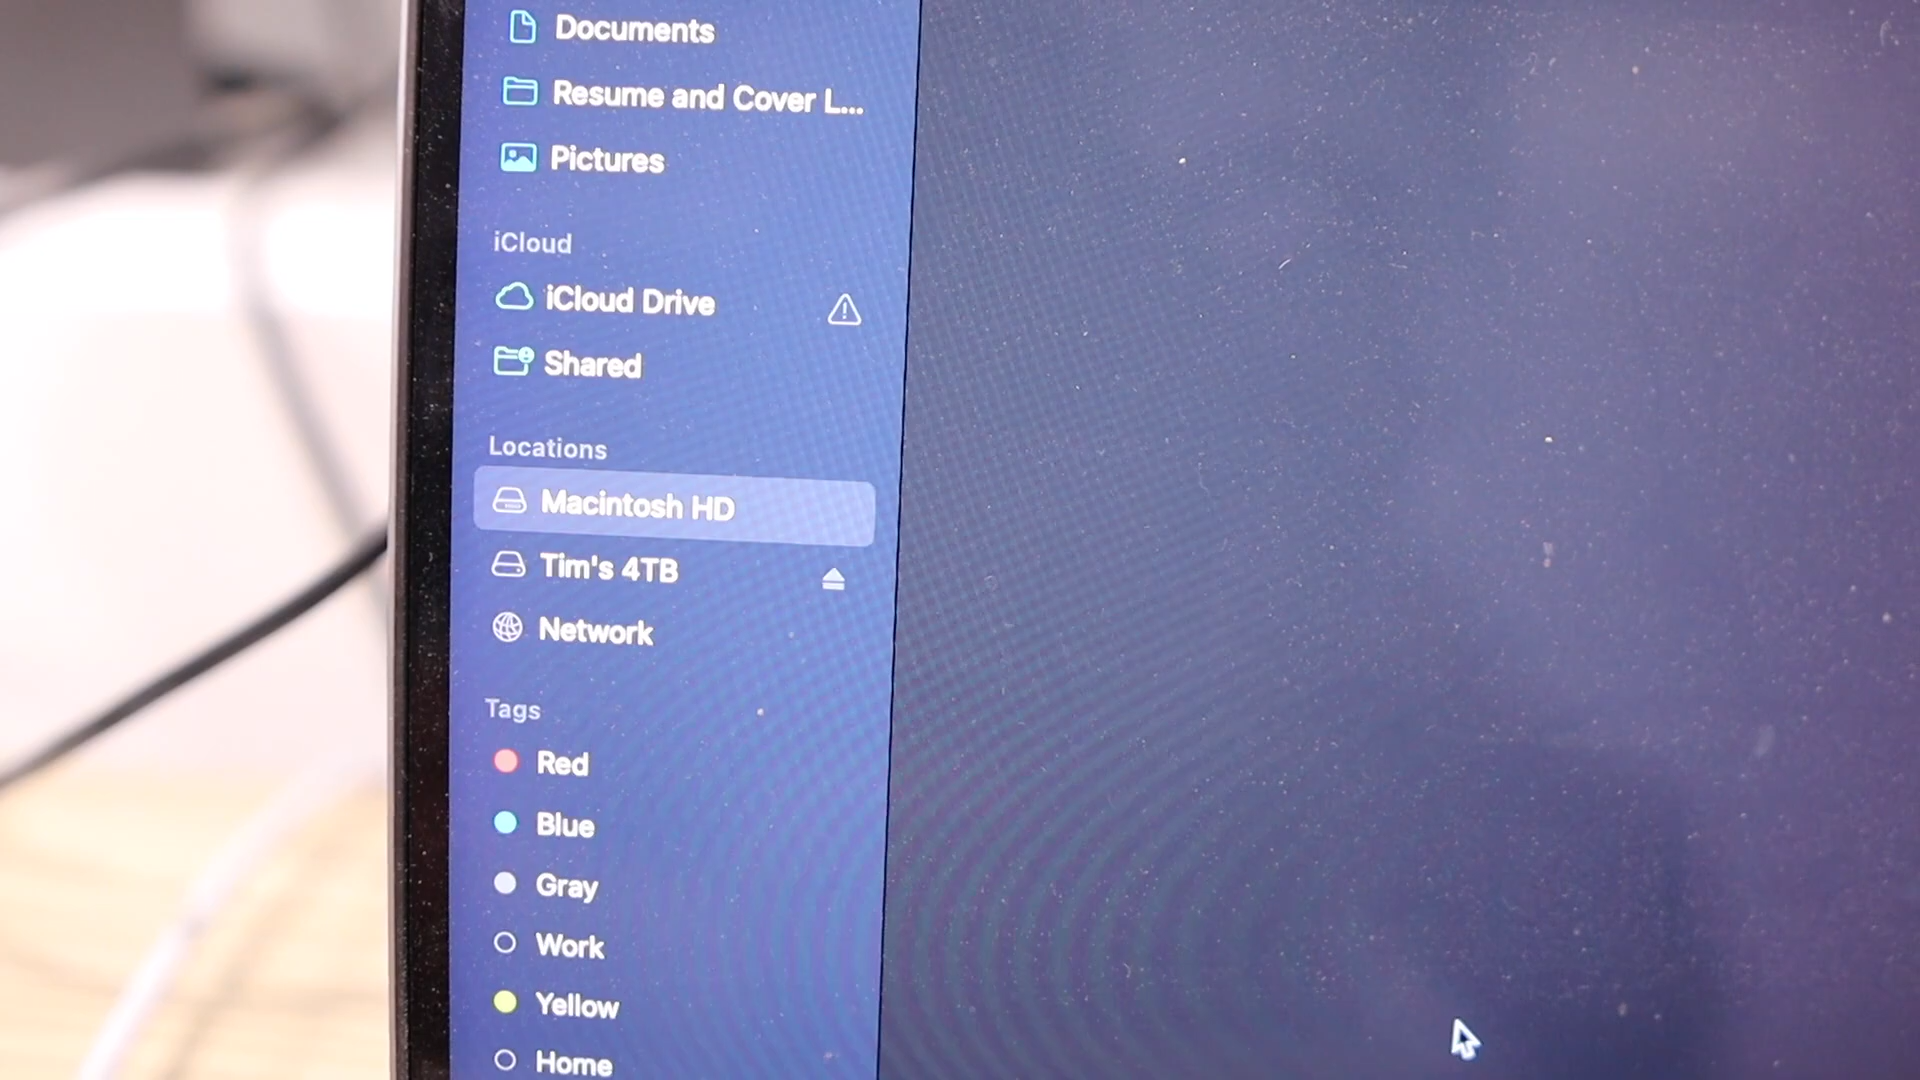 Documents
Resume and Cover L...
Pictures
iCloud
iCloud Drive
Shared
Locations
Macintosh HD
Tim's 4TB
Network
Tags
Red
Blue
Gray
Work
Yellow
Home